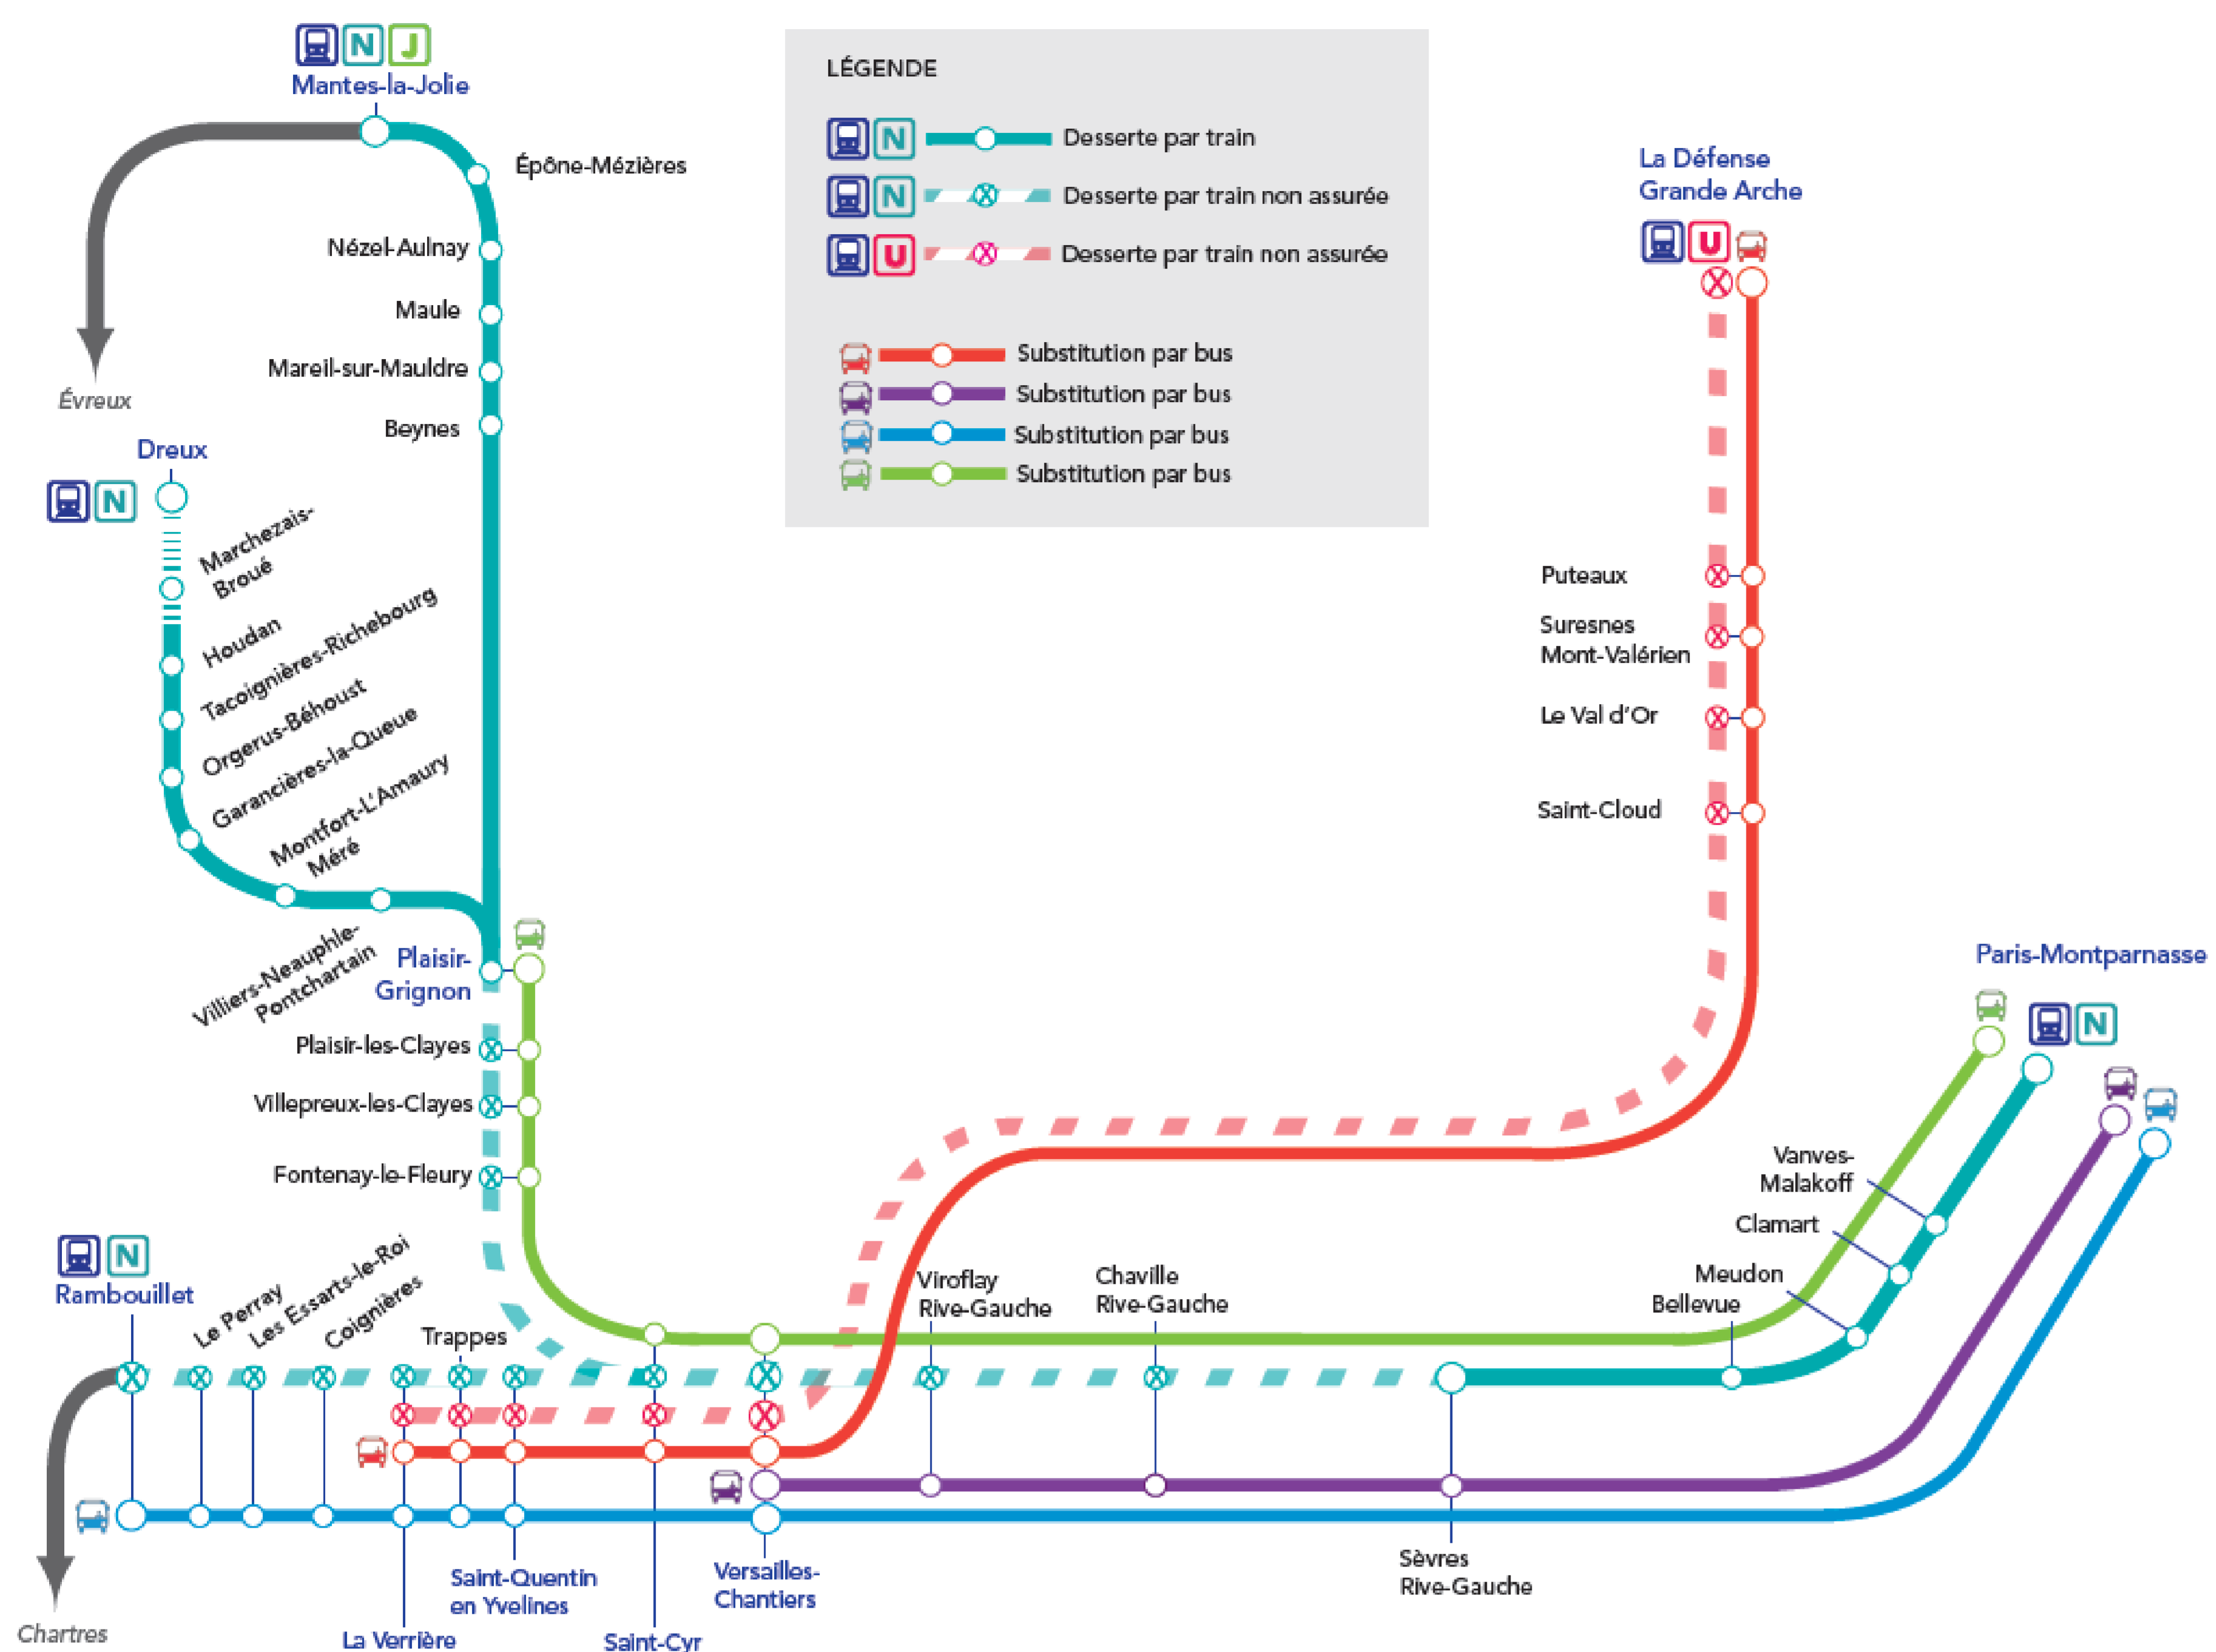 N J
Mantes-la-Jolie
Épône-Mézières
Nézel-Aulnay
Maule
Mareil-sur-Mauldre
Beynes
Évreux
LÉGENDE
N Desserte par train
N Desserte par train non assurée
U Desserte par train non assurée
Substitution par bus
Substitution par bus
Substitution par bus
Substitution par bus
La Défense
Grande Arche
U
Puteaux
Suresnes
Mont-Valérien
Le Val d'Or
Saint-Cloud
Dreux
N
Marchezais-
Broué
Houdan
Tacoignières-Richebourg
Orgerus-Béhoust
Garancières-la-Queue
Montfort-L'Amaury
Méré
Villiers-Neauphle-
Pontchartain
Plaisir-
Grignon
Plaisir-les-Clayes
Villepreux-les-Clayes
Fontenay-le-Fleury
Paris-Montparnasse
N
Vanves-
Malakoff
Clamart
Meudon
Bellevue
N
Rambouillet
Le Perray
Les Essarts-le-Roi
Coignières
Trappes
Viroflay
Rive-Gauche
Chaville
Rive-Gauche
Saint-Quentin
en Yvelines
Versailles-
Chantiers
Sèvres
Rive-Gauche
La Verrière
Saint-Cyr
Chartres